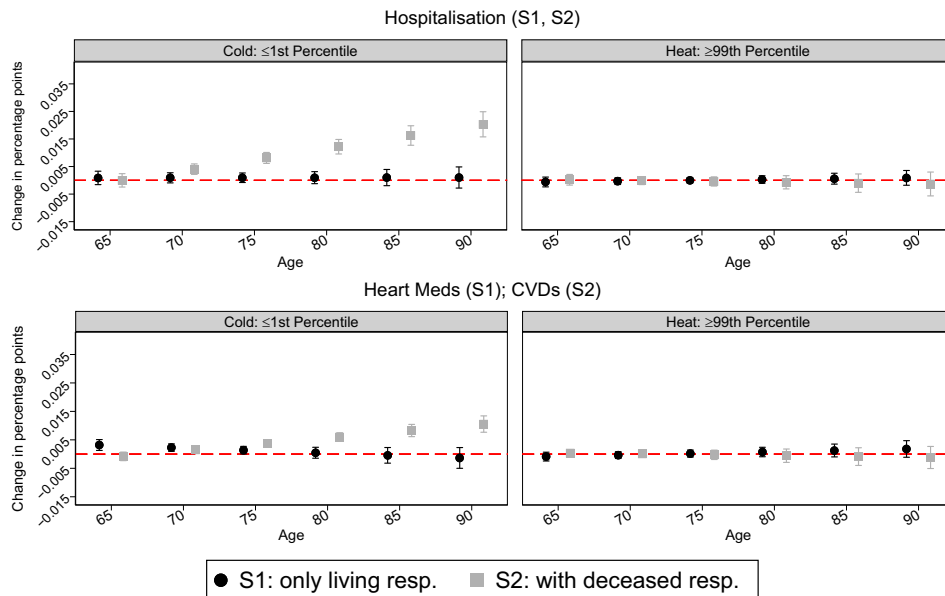 Hospitalisation (S1, S2)
Cold: ≤1st Percentile
Heat: ≥99th Percentile
Change in percentage points
0.035
0.025
0.015
0.005
−0.005
−0.015
65 70 75 80 85 90
65 70 75 80 85 90
Age
Age
Heart Meds (S1); CVDs (S2)
Cold: ≤1st Percentile
Heat: ≥99th Percentile
Change in percentage points
0.035
0.025
0.015
0.005
−0.005
−0.015
65 70 75 80 85 90
65 70 75 80 85 90
Age
Age
S1: only living resp. S2: with deceased resp.